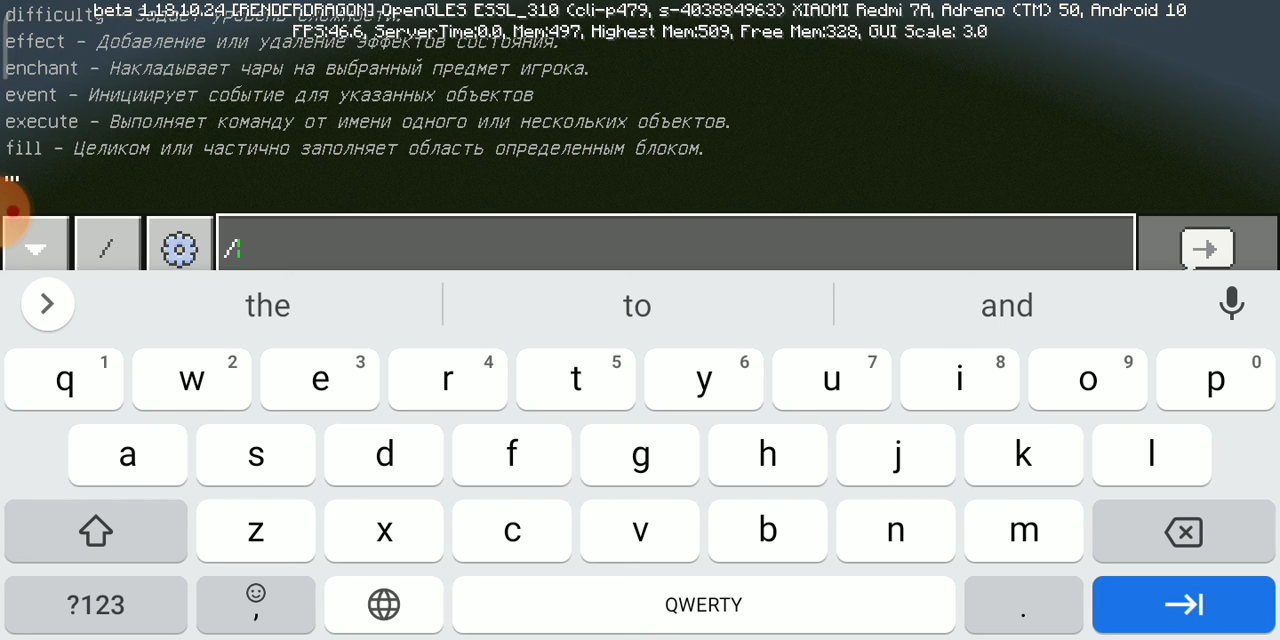 beta 1.18.10.24 [RENDERDRAGON] OpenGLES ESSL_310 (cli-p479, s-403884963) XIAOMI Redmi 7A, Adreno (TM) 50, Android 10
difficulty - Задает уровень сложности.
FPS:46.6, ServerTime:0.0, Mem:497, Highest Mem:509, Free Mem:328, GUI Scale: 3.0
effect - Добавление или удаление эффектов состояния.
enchant - Накладывает чары на выбранный предмет игрока.
event - Инициирует событие для указанных объектов
execute - Выполняет команду от имени одного или нескольких объектов.
fill - Целиком или частично заполняет область определенным блоком.
...
/ /
the to and
q 1 w 2 e 3 r 4 t 5 y 6 u 7 i 8 o 9 p 0
a s d f g h j k l
z x c v b n m
?123 , QWERTY .